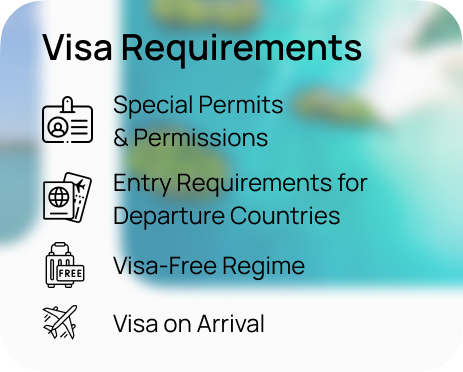 Visa Requirements
Special Permits
& Permissions
Entry Requirements for
Departure Countries
FREE
Visa-Free Regime
Visa on Arrival